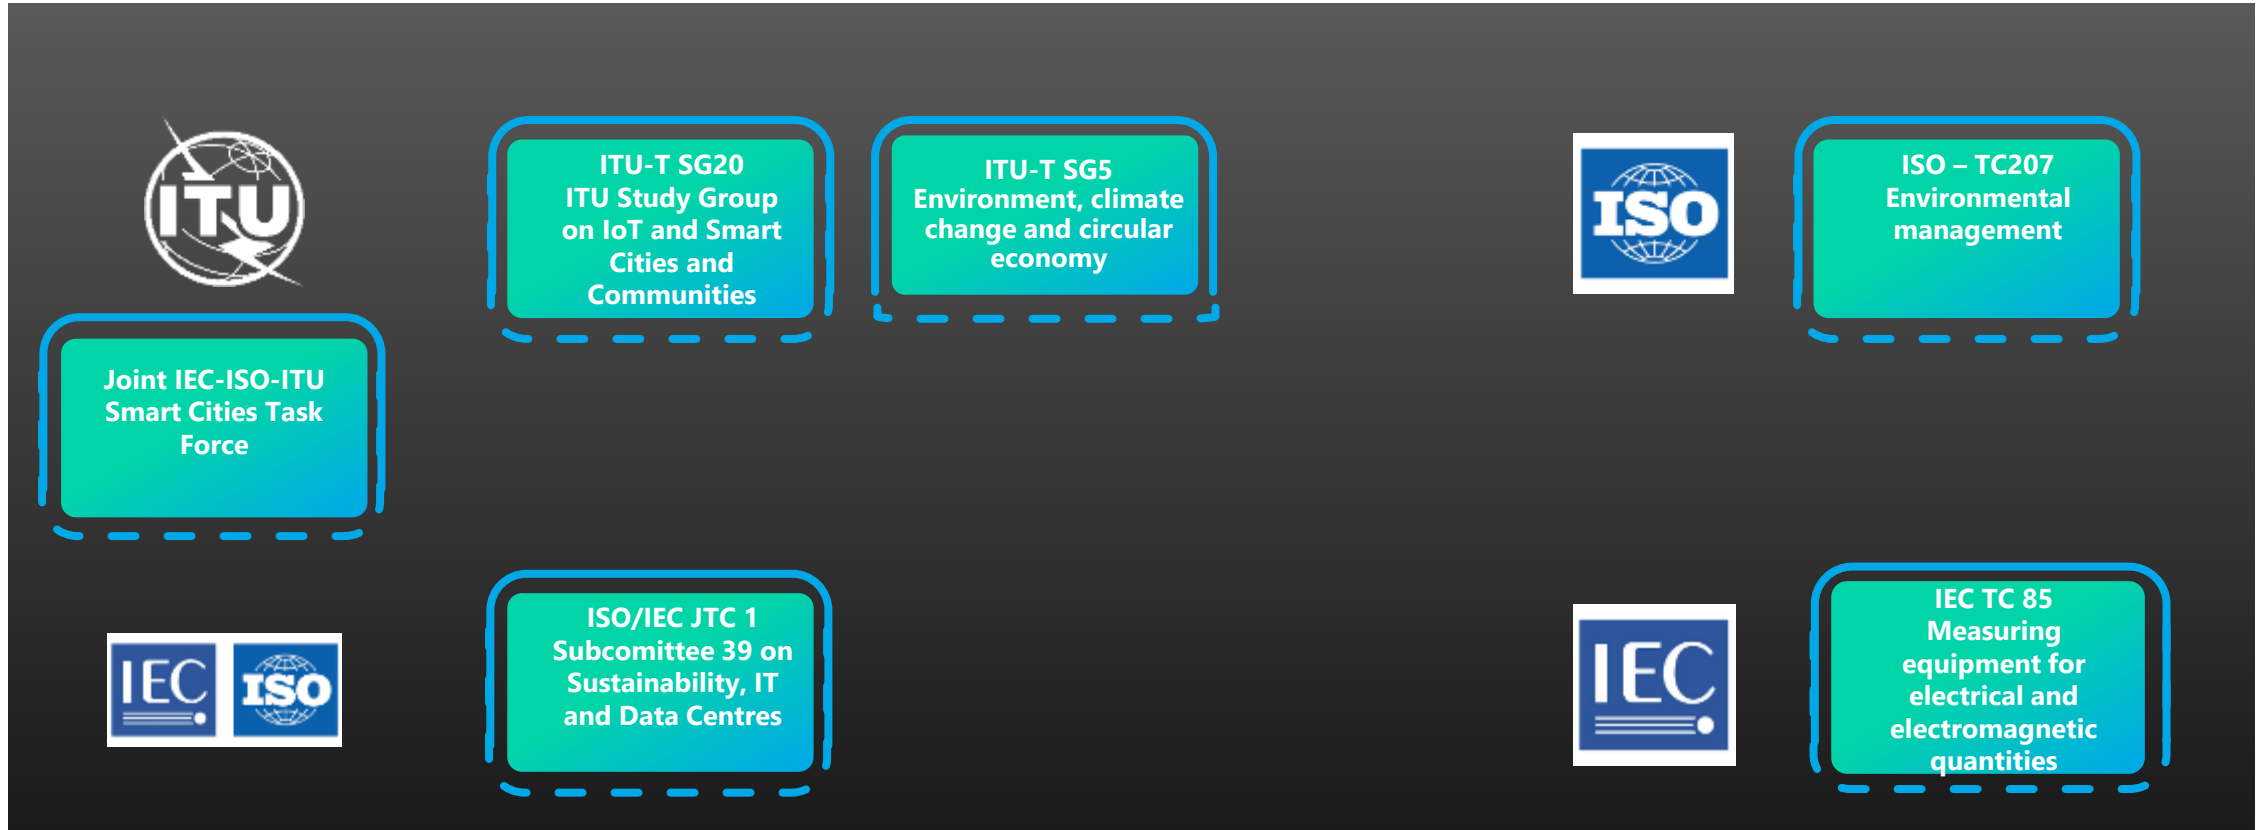 ITU
ITU-T SG20
ITU Study Group
on IoT and Smart
Cities and
Communities
ITU-T SG5
Environment, climate
change and circular
economy
ISO
ISO – TC207
Environmental
management
Joint IEC-ISO-ITU
Smart Cities Task
Force
IEC
ISO
ISO/IEC JTC 1
Subcomittee 39 on
Sustainability, IT
and Data Centres
IEC
IEC TC 85
Measuring
equipment for
electrical and
electromagnetic
quantities